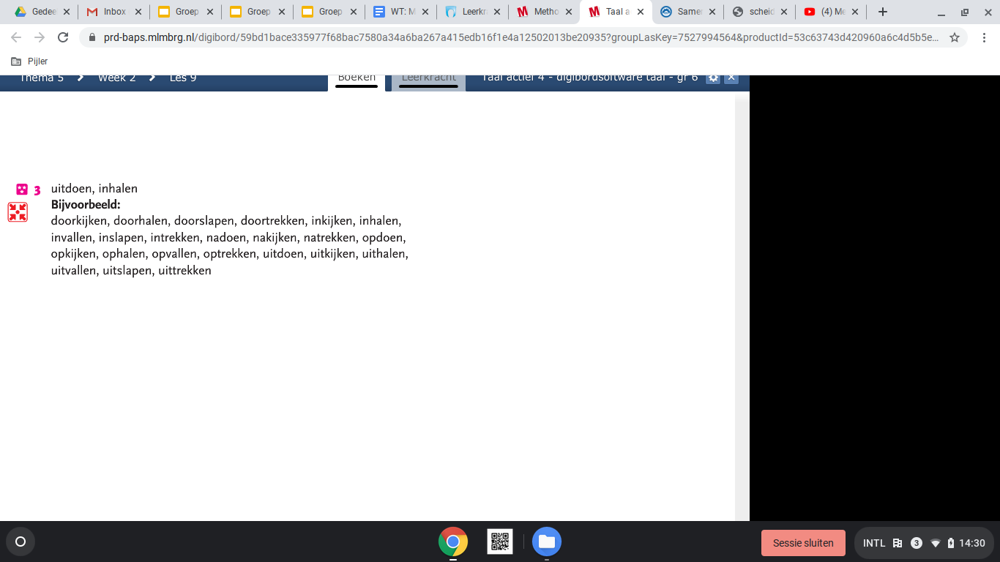 Gedee
Inbox
Groep
Groep
Groep
WT: M
Leerkr
Metho
Taal a
Samen
scheid
(4) Me
prd-baps.mlmbrg.nl/digibord/59bd1bace335977f68bac7580a34a6ba267a415edb16f1e4a12502013be20935?groupLasKey=7527994564&productId=53c63743d420960a6c4d5b5e...
Pijler
Thema 5 Week 2 Les 9 Boeken Leerkracht Taal actief 4 - digibordsoftware taal - gr 6
3 uitdoen, inhalen
Bijvoorbeeld:
doorkijken, doorhalen, doorslapen, doortrekken, inkijken, inhalen,
invallen, inslapen, intrekken, nadoen, nakijken, natrekken, opdoen,
opkijken, ophalen, opvallen, optrekken, uitdoen, uitkijken, uithalen,
uitvallen, uitslapen, uittrekken
Sessie sluiten
INTL 3 14:30